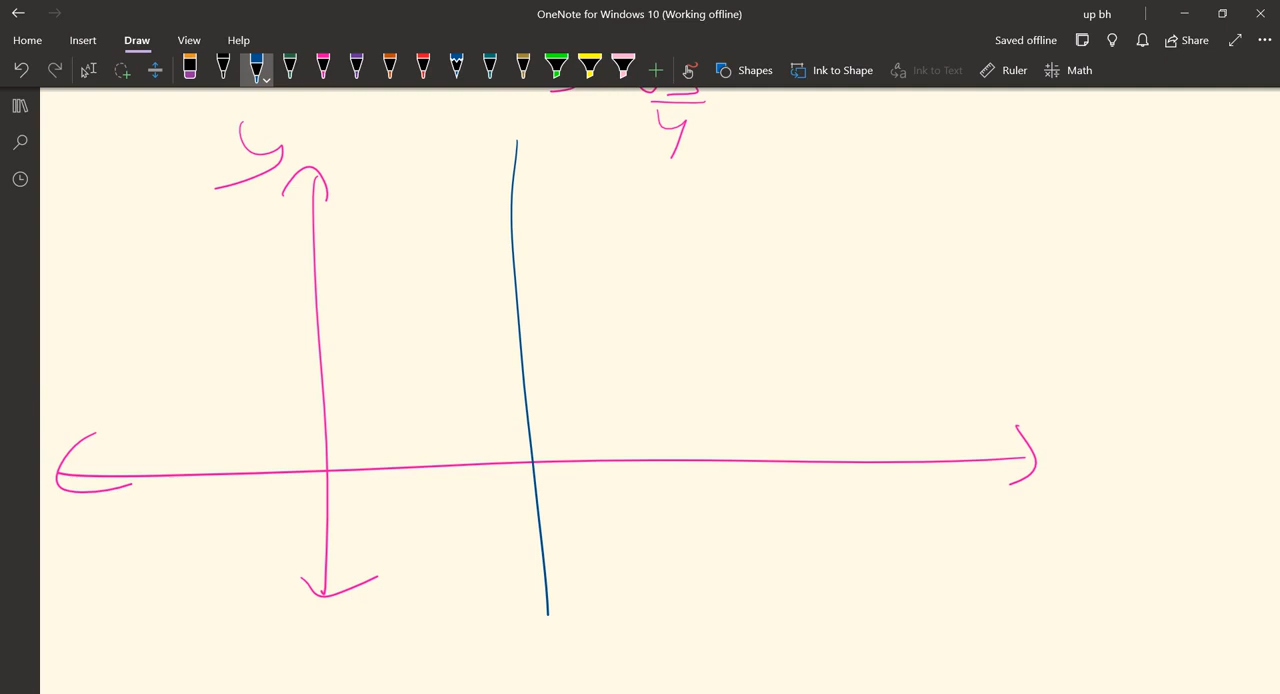 OneNote for Windows 10 (Working offline)
up bh
Home Insert Draw View Help
Saved offline
Share
Shapes
Ink to Shape
Ink to Text
Ruler
Math
4
y